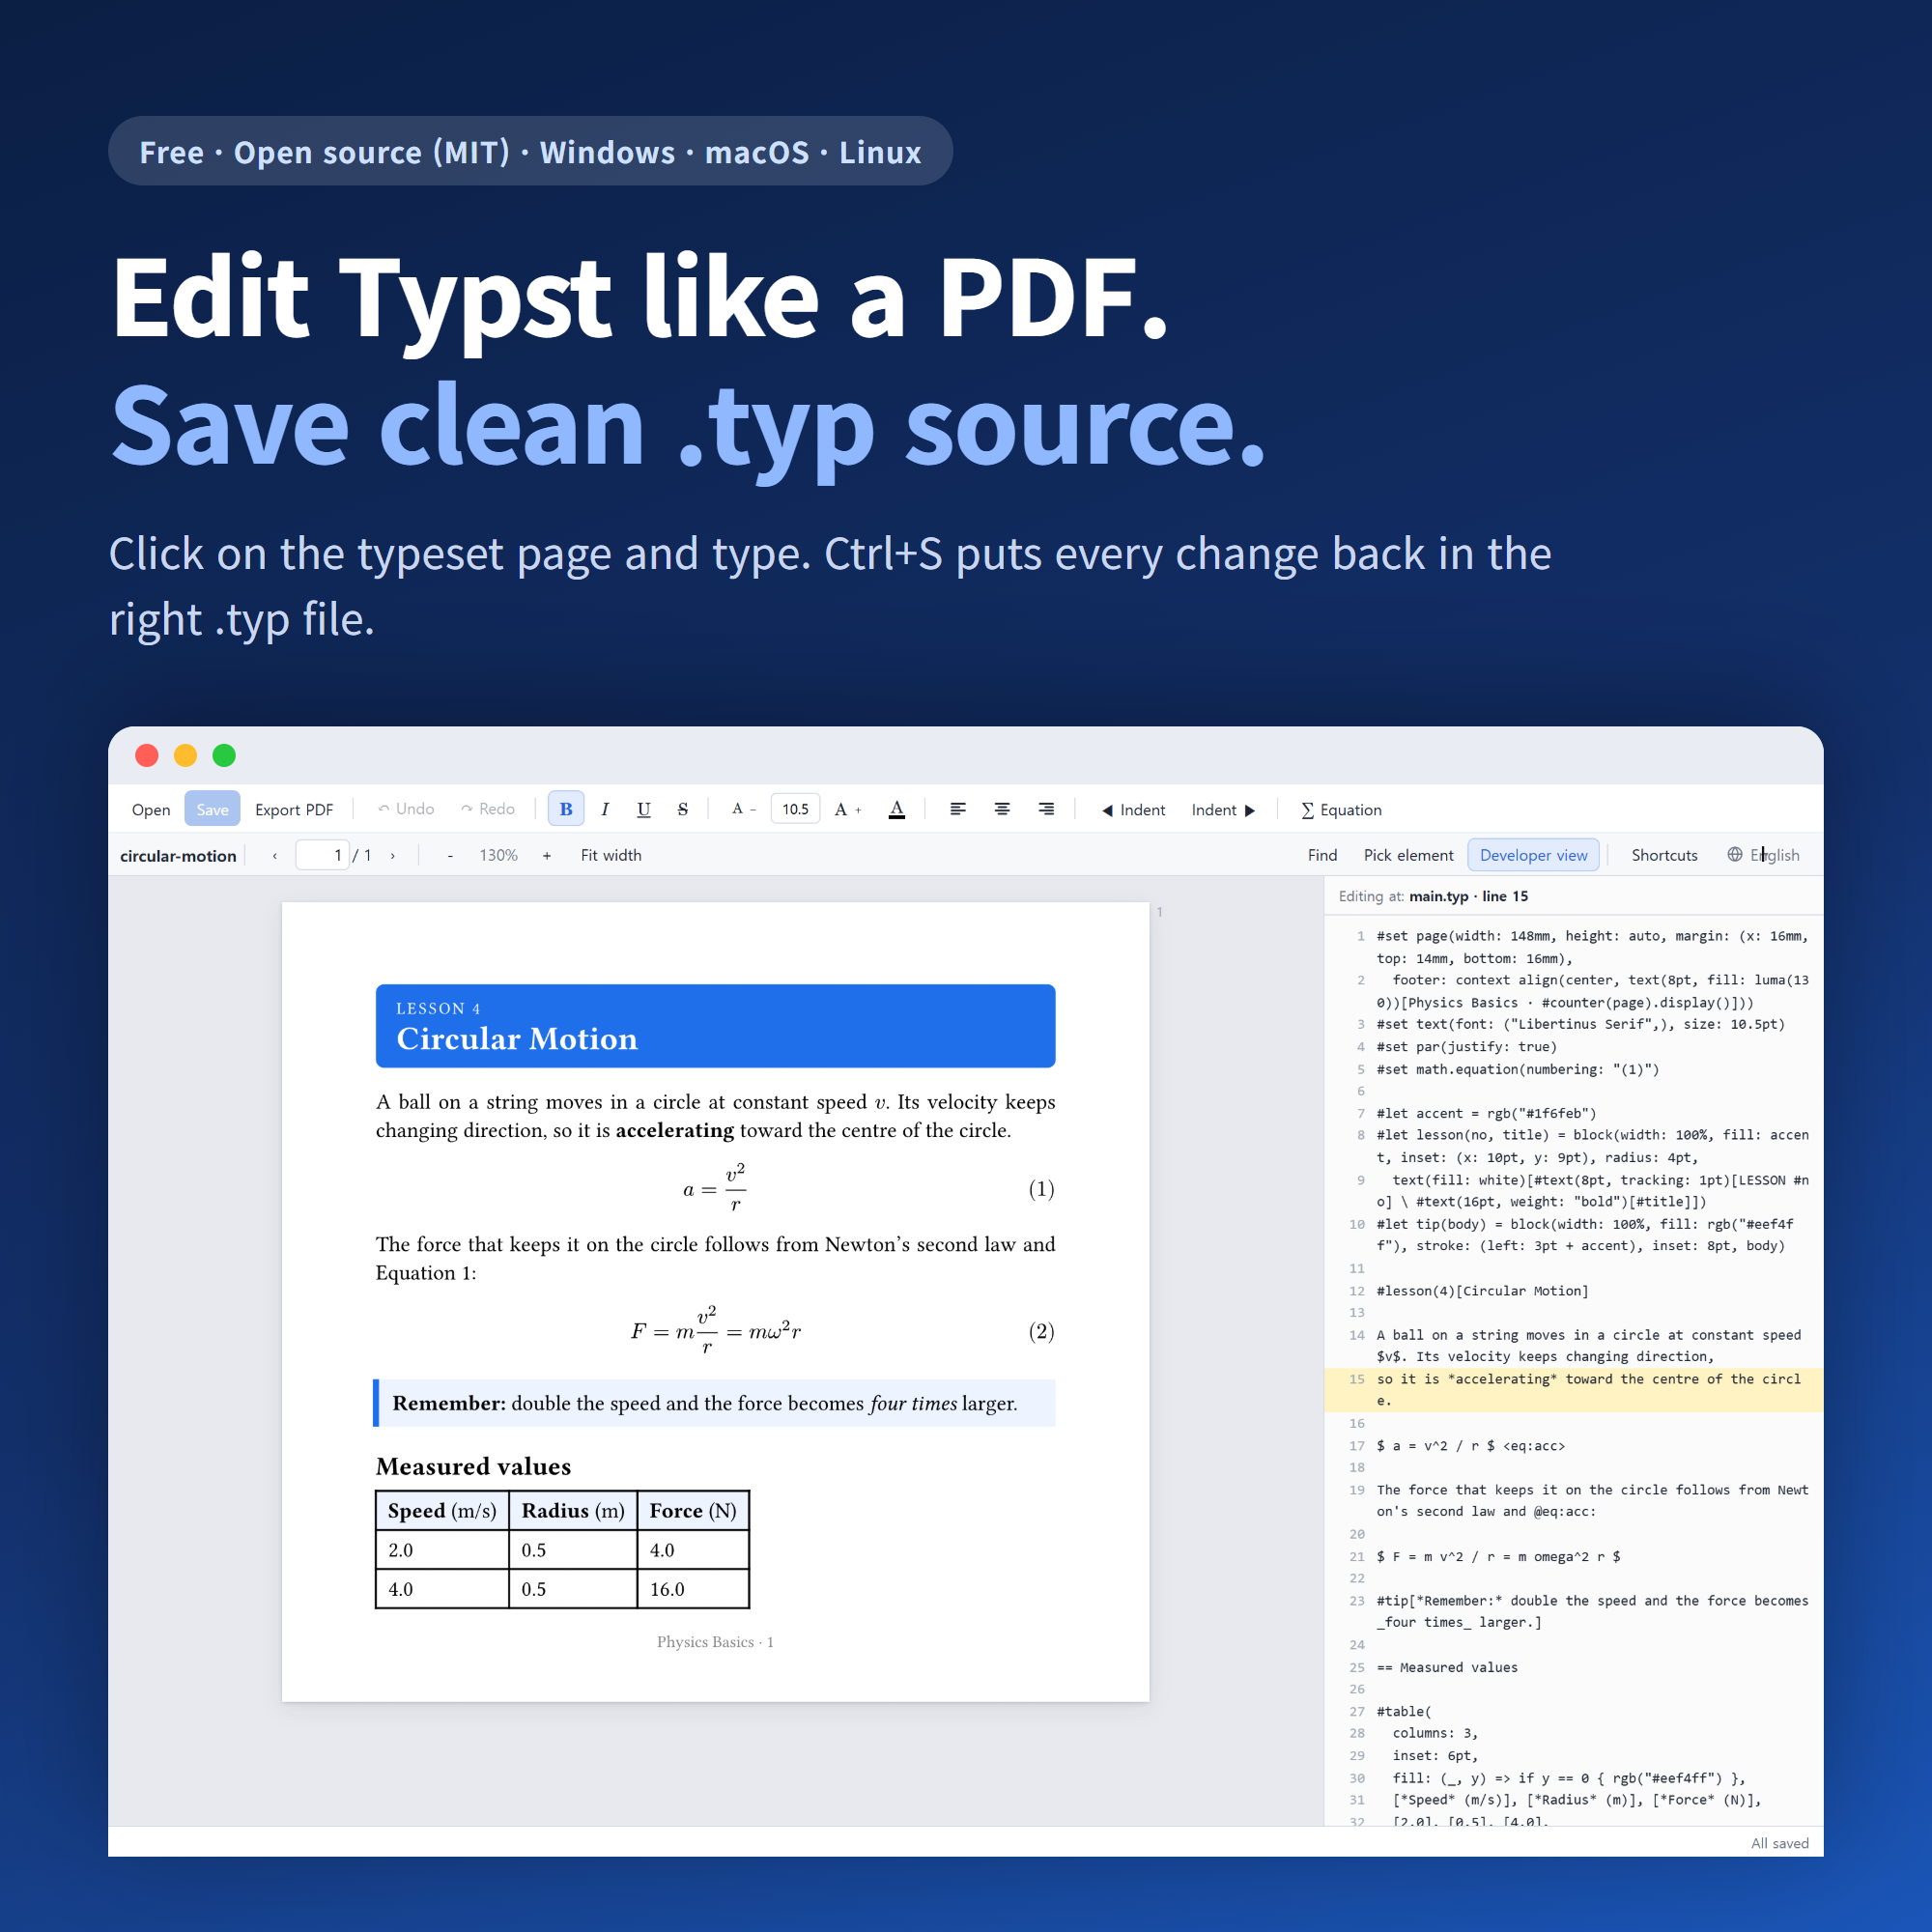 Free · Open source (MIT) · Windows · macOS · Linux
Edit Typst like a PDF.
Save clean .typ source.
Click on the typeset page and type. Ctrl+S puts every change back in the
right .typ file.
Open Save Export PDF Undo Redo B I U S A − 10.5 A + A ◀ Indent Indent ▶ ∑ Equation
circular-motion ‹ 1 / 1 › - 130% + Fit width Find Pick element Developer view Shortcuts English
1
LESSON 4
Circular Motion
A ball on a string moves in a circle at constant speed v. Its velocity keeps
changing direction, so it is accelerating toward the centre of the circle.
a = v²/r (1)
The force that keeps it on the circle follows from Newton’s second law and
Equation 1:
F = m v²/r = mω²r (2)
Remember: double the speed and the force becomes four times larger.
Measured values
Speed (m/s) Radius (m) Force (N)
2.0 0.5 4.0
4.0 0.5 16.0
Physics Basics · 1
Editing at: main.typ · line 15
1 #set page(width: 148mm, height: auto, margin: (x: 16mm,
top: 14mm, bottom: 16mm),
2 footer: context align(center, text(8pt, fill: luma(13
0))[Physics Basics · #counter(page).display()]))
3 #set text(font: ("Libertinus Serif",), size: 10.5pt)
4 #set par(justify: true)
5 #set math.equation(numbering: "(1)")
6
7 #let accent = rgb("#1f6feb")
8 #let lesson(no, title) = block(width: 100%, fill: accen
t, inset: (x: 10pt, y: 9pt), radius: 4pt,
9 text(fill: white)[#text(8pt, tracking: 1pt)[LESSON #n
o] \ #text(16pt, weight: "bold")[#title]])
10 #let tip(body) = block(width: 100%, fill: rgb("#eef4f
f"), stroke: (left: 3pt + accent), inset: 8pt, body)
11
12 #lesson(4)[Circular Motion]
13
14 A ball on a string moves in a circle at constant speed
$v$. Its velocity keeps changing direction,
15 so it is *accelerating* toward the centre of the circl
e.
16
17 $ a = v^2 / r $ <eq:acc>
18
19 The force that keeps it on the circle follows from Newt
on's second law and @eq:acc:
20
21 $ F = m v^2 / r = m omega^2 r $
22
23 #tip[*Remember:* double the speed and the force becomes
_four times_ larger.]
24
25 == Measured values
26
27 #table(
28 columns: 3,
29 inset: 6pt,
30 fill: (_, y) => if y == 0 { rgb("#eef4ff") },
31 [*Speed* (m/s)], [*Radius* (m)], [*Force* (N)],
32 [2.0], [0.5], [4.0],
All saved